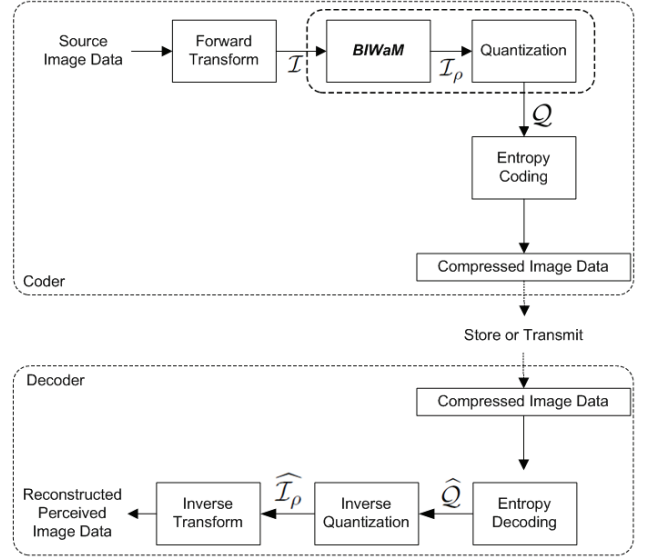 Source
Image Data
Forward
Transform
ℐ
BIWaM
ℐρ
Quantization
𝒬
Entropy
Coding
Compressed Image Data
Coder
Store or Transmit
Decoder
Compressed Image Data
Reconstructed
Perceived
Image Data
Inverse
Transform
ℐ̂ρ
Inverse
Quantization
𝒬̂
Entropy
Decoding